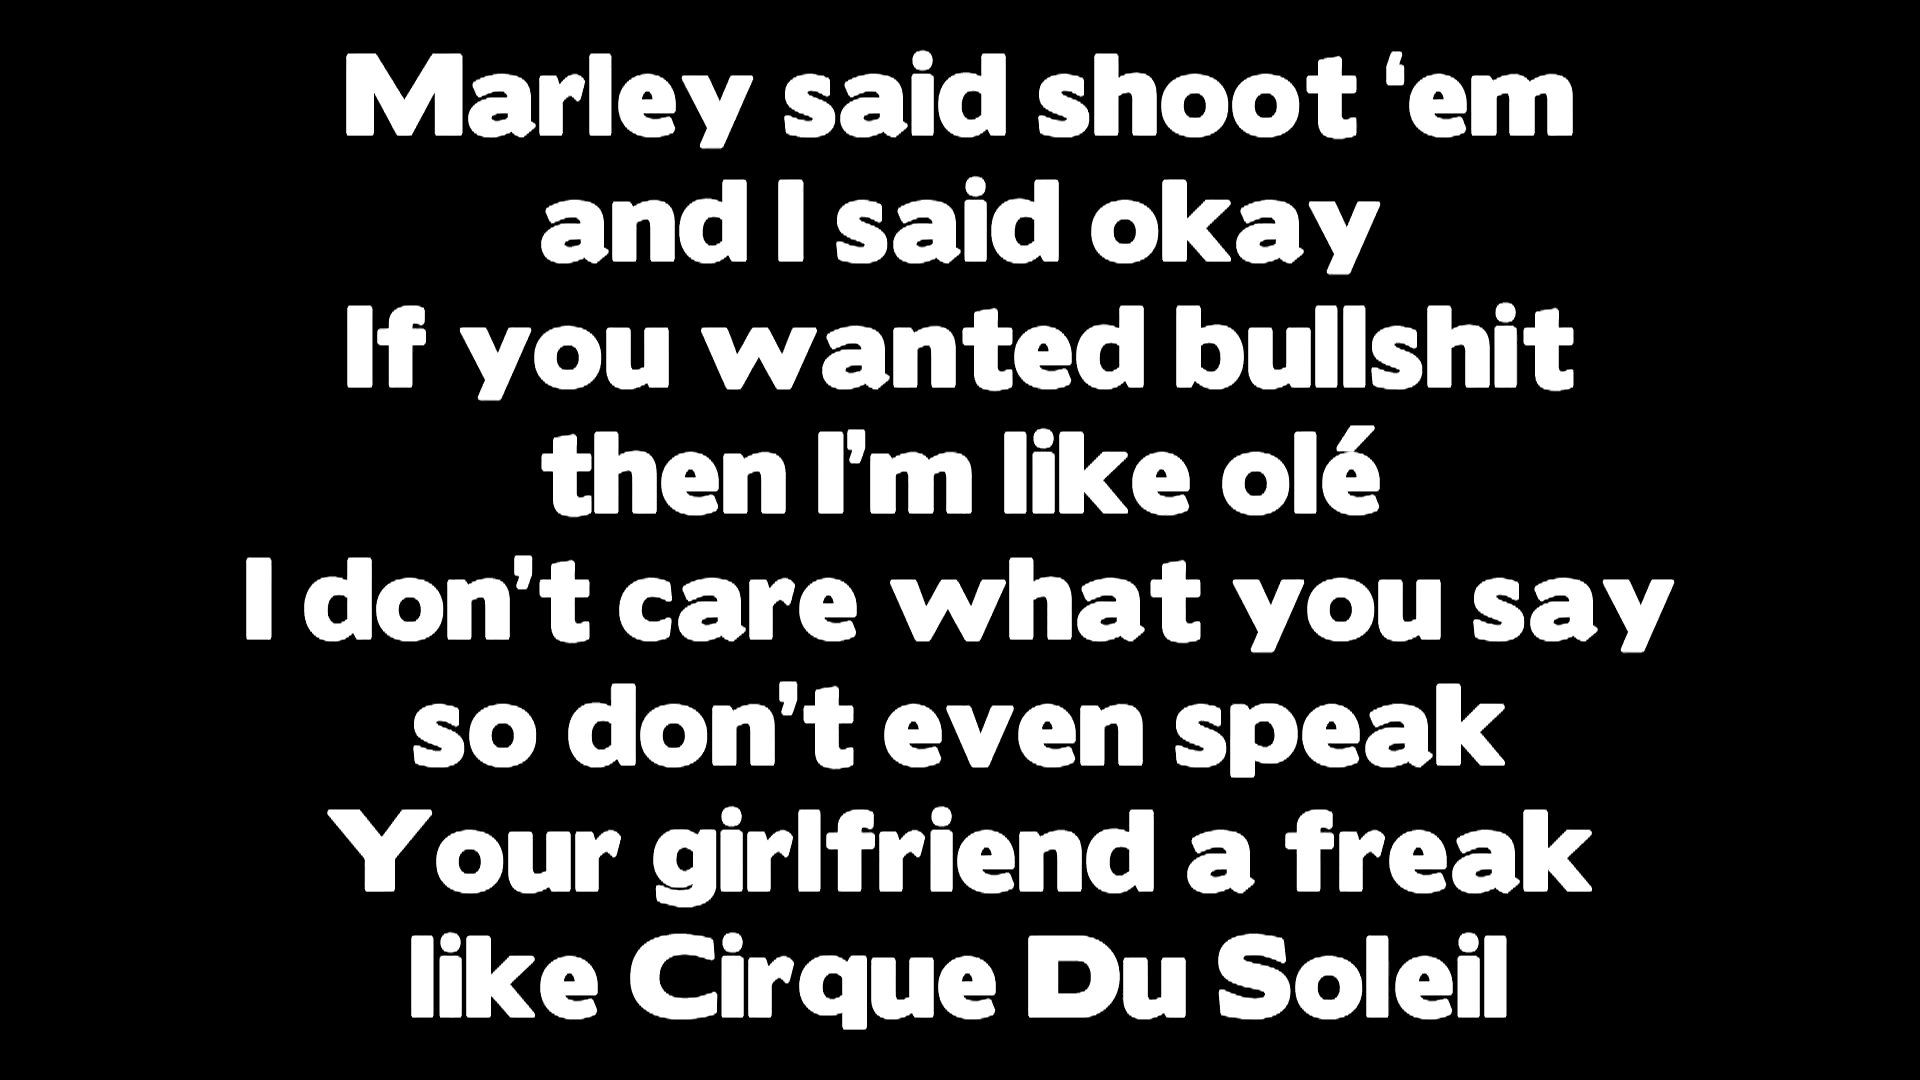 Marley said shoot ‘em
and I said okay
If you wanted bullshit
then I’m like olé
I don’t care what you say
so don’t even speak
Your girlfriend a freak
like Cirque Du Soleil